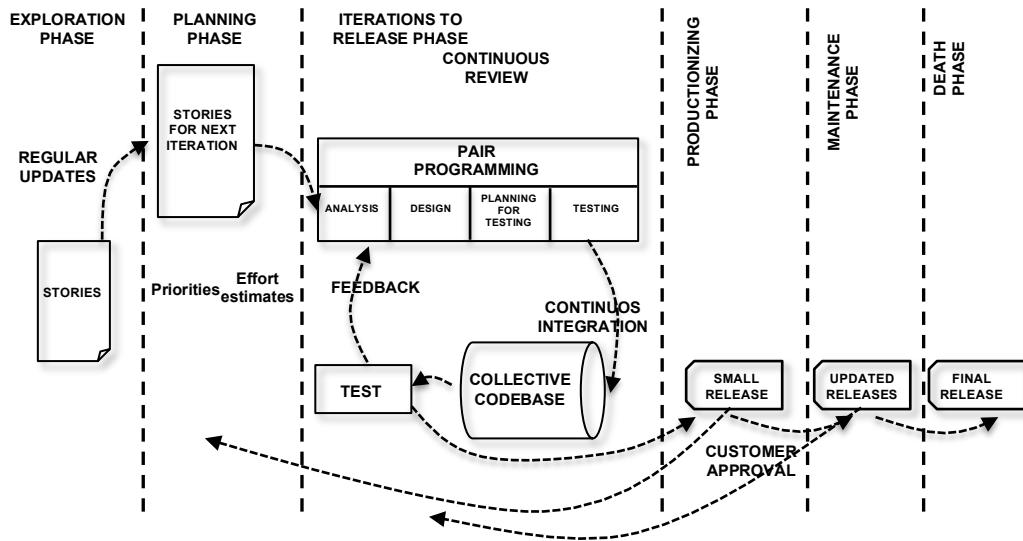 EXPLORATION
PHASE
PLANNING
PHASE
ITERATIONS TO
RELEASE PHASE
CONTINUOUS
REVIEW
PRODUCTIONIZING
PHASE
MAINTENANCE
PHASE
DEATH
PHASE
REGULAR
UPDATES
STORIES
FOR NEXT
ITERATION
PAIR
PROGRAMMING
ANALYSIS
DESIGN
PLANNING
FOR
TESTING
TESTING
STORIES
Priorities
Effort
estimates
FEEDBACK
CONTINUOS
INTEGRATION
TEST
COLLECTIVE
CODEBASE
SMALL
RELEASE
UPDATED
RELEASES
FINAL
RELEASE
CUSTOMER
APPROVAL